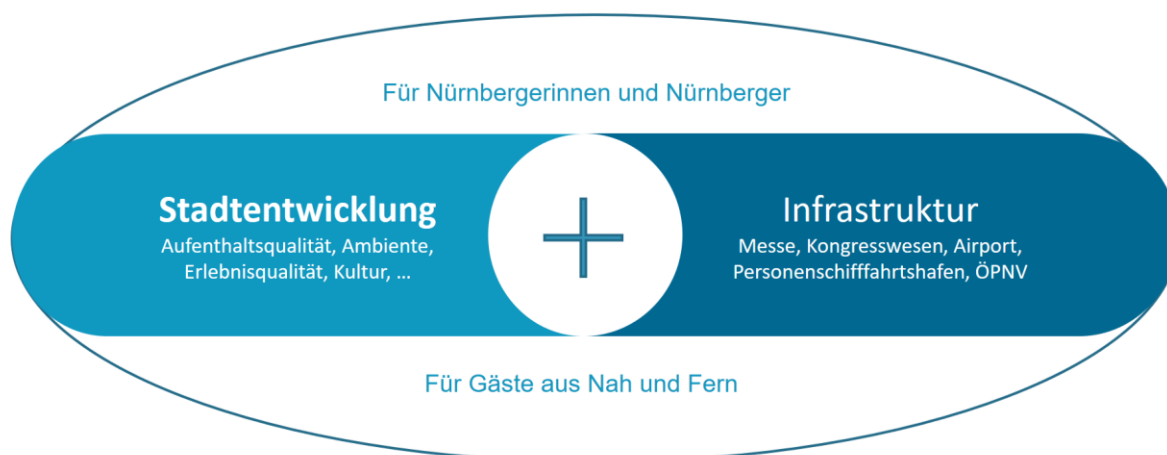 Für Nürnbergerinnen und Nürnberger
Stadtentwicklung
Aufenthaltsqualität, Ambiente,
Erlebnisqualität, Kultur, ...
Infrastruktur
Messe, Kongresswesen, Airport,
Personenschifffahrtshafen, ÖPNV
Für Gäste aus Nah und Fern